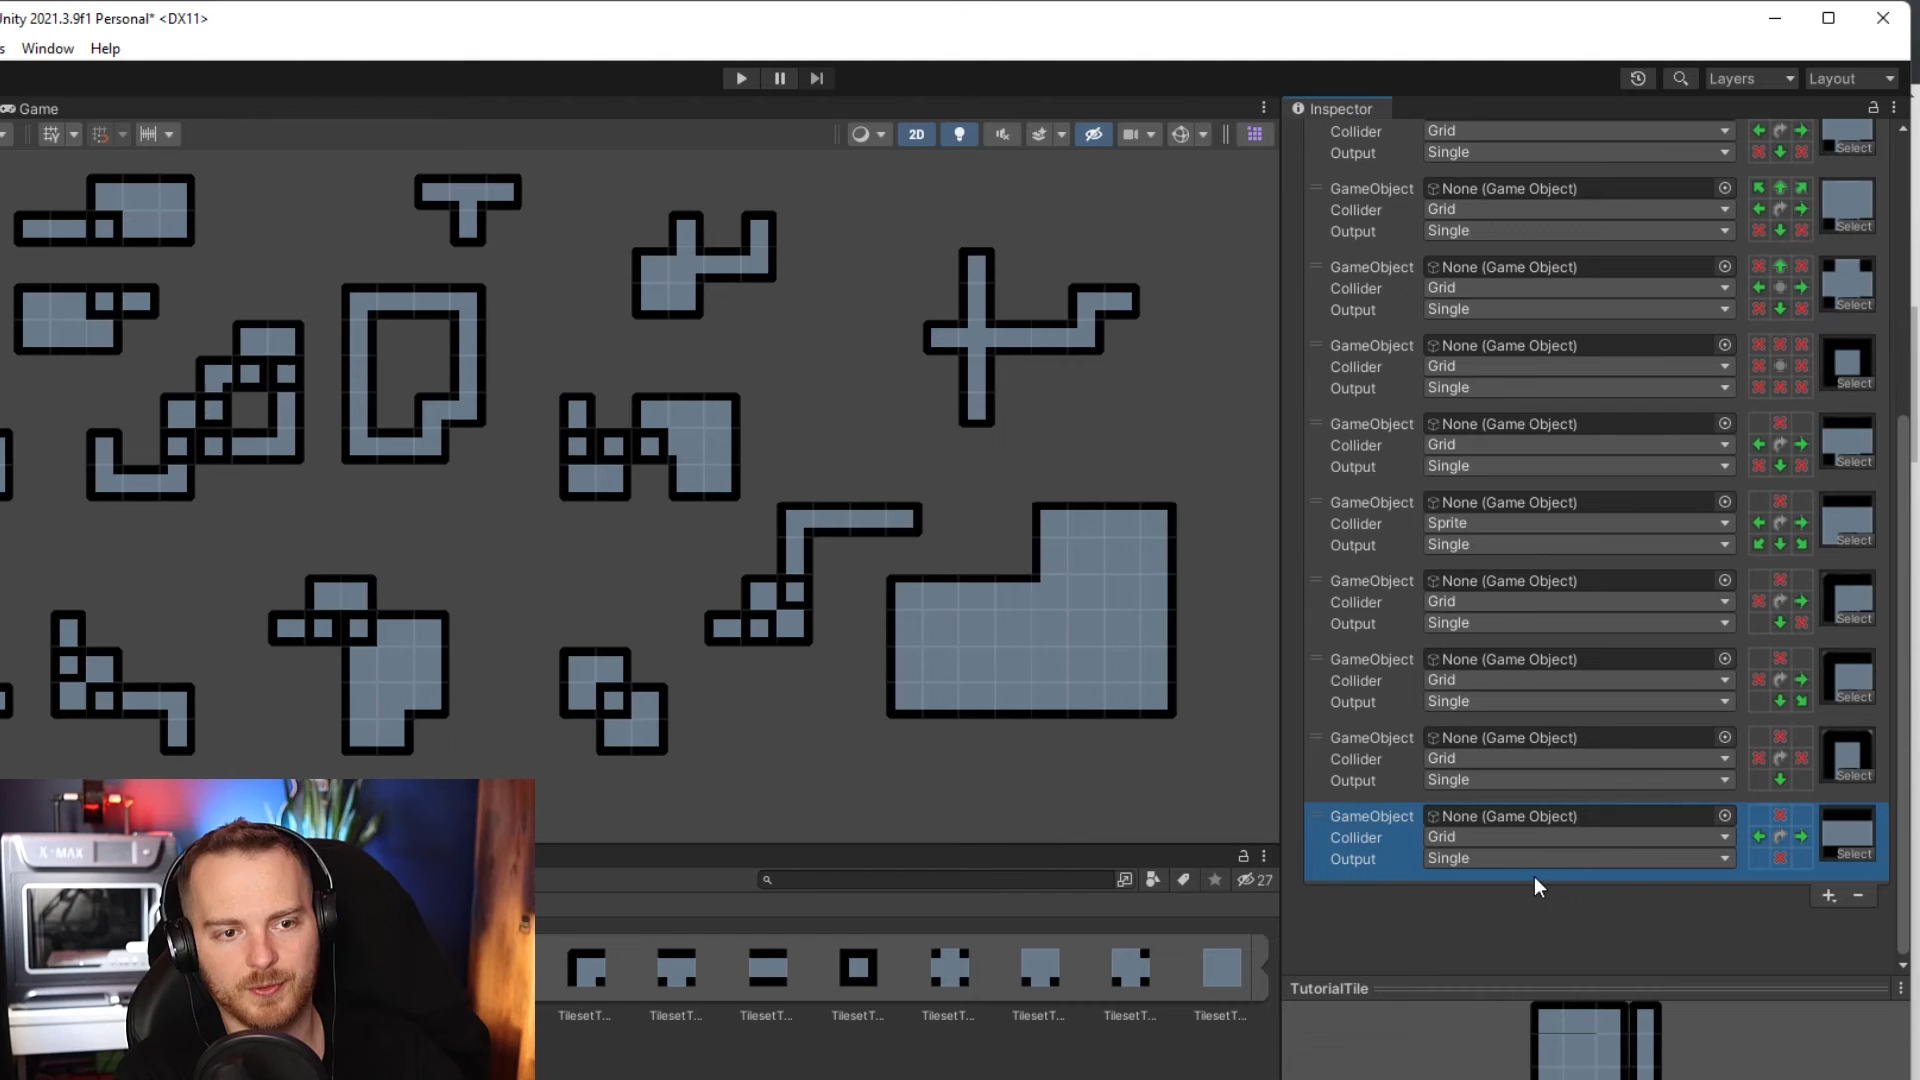 Unity 2021.3.9f1 Personal* <DX11>
s Window Help
Layers Layout
Game
2D
Inspector
Collider Grid
Output Single
Select
GameObject None (Game Object)
Collider Grid
Output Single
Select
GameObject None (Game Object)
Collider Grid
Output Single
Select
GameObject None (Game Object)
Collider Grid
Output Single
Select
GameObject None (Game Object)
Collider Grid
Output Single
Select
GameObject None (Game Object)
Collider Sprite
Output Single
Select
GameObject None (Game Object)
Collider Grid
Output Single
Select
GameObject None (Game Object)
Collider Grid
Output Single
Select
GameObject None (Game Object)
Collider Grid
Output Single
Select
GameObject None (Game Object)
Collider Grid
Output Single
Select
27
X-MAX
TilesetT... TilesetT... TilesetT... TilesetT... TilesetT... TilesetT... TilesetT... TilesetT...
TutorialTile